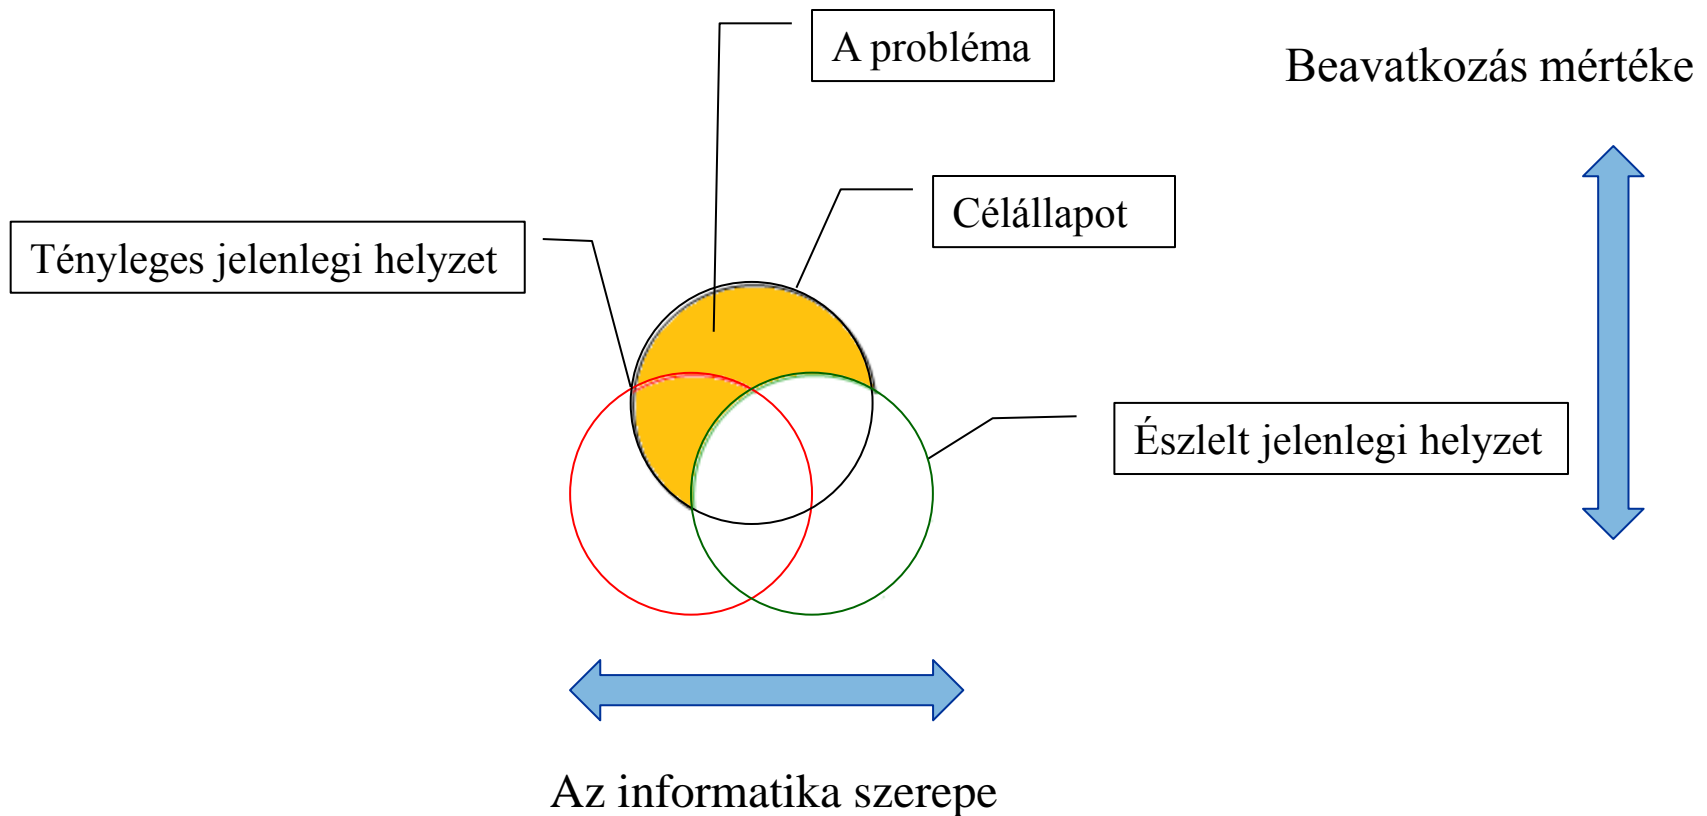 A probléma
Beavatkozás mértéke
Célállapot
Tényleges jelenlegi helyzet
Észlelt jelenlegi helyzet
Az informatika szerepe